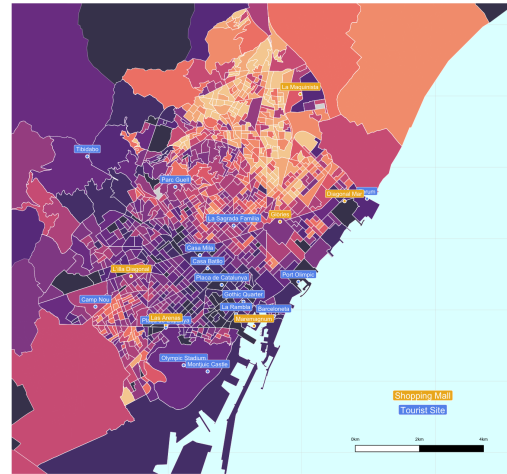 La Maquinista
Tibidabo
Parc Guell
Diagonal Mar
rum
Glories
La Sagrada Familia
Casa Mila
Casa Batllo
L'illa Diagonal
Placa de Catalunya
Port Olimpic
Gothic Quarter
Camp Nou
La Rambla
Barceloneta
Las Arenas
Maremagnum
Olympic Stadium
Montjuic Castle
Shopping Mall
Tourist Site
0km
2km
4km